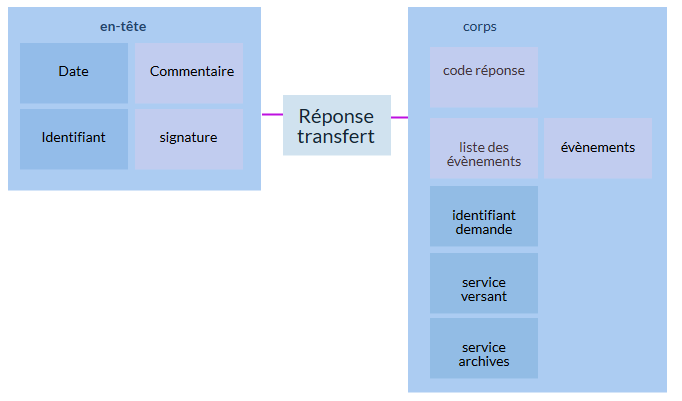 en-tête
Date
Commentaire
Identifiant
signature
Réponse
transfert
corps
code réponse
liste des
évènements
évènements
identifiant
demande
service
versant
service
archives